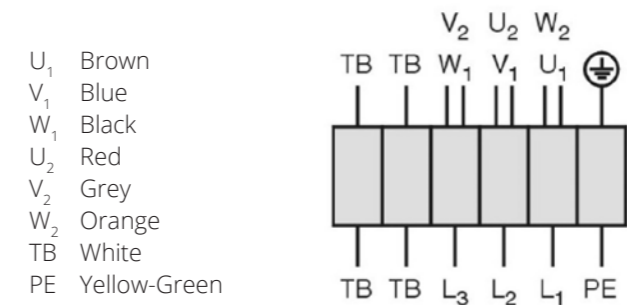 U₁ Brown
V₁ Blue
W₁ Black
U₂ Red
V₂ Grey
W₂ Orange
TB White
PE Yellow-Green
V₂ U₂ W₂
TB TB W₁ V₁ U₁
TB TB L₃ L₂ L₁ PE